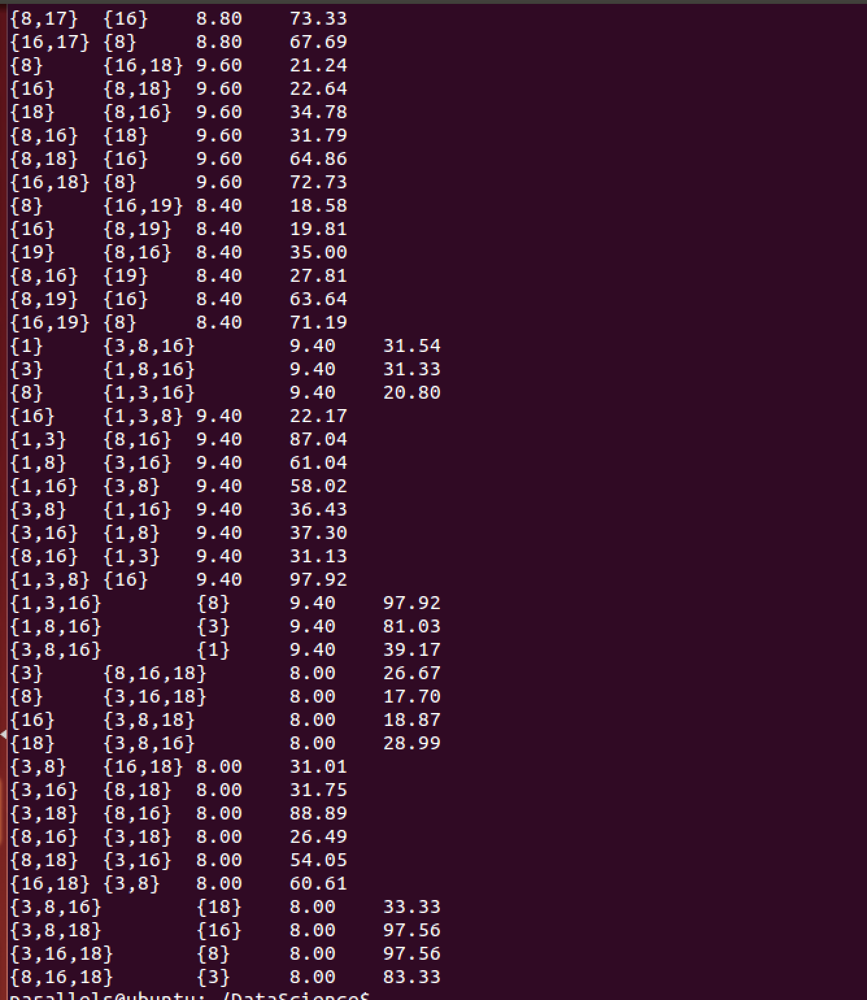 {8,17} {16} 8.80 73.33
{16,17} {8} 8.80 67.69
{8} {16,18} 9.60 21.24
{16} {8,18} 9.60 22.64
{18} {8,16} 9.60 34.78
{8,16} {18} 9.60 31.79
{8,18} {16} 9.60 64.86
{16,18} {8} 9.60 72.73
{8} {16,19} 8.40 18.58
{16} {8,19} 8.40 19.81
{19} {8,16} 8.40 35.00
{8,16} {19} 8.40 27.81
{8,19} {16} 8.40 63.64
{16,19} {8} 8.40 71.19
{1} {3,8,16} 9.40 31.54
{3} {1,8,16} 9.40 31.33
{8} {1,3,16} 9.40 20.80
{16} {1,3,8} 9.40 22.17
{1,3} {8,16} 9.40 87.04
{1,8} {3,16} 9.40 61.04
{1,16} {3,8} 9.40 58.02
{3,8} {1,16} 9.40 36.43
{3,16} {1,8} 9.40 37.30
{8,16} {1,3} 9.40 31.13
{1,3,8} {16} 9.40 97.92
{1,3,16} {8} 9.40 97.92
{1,8,16} {3} 9.40 81.03
{3,8,16} {1} 9.40 39.17
{3} {8,16,18} 8.00 26.67
{8} {3,16,18} 8.00 17.70
{16} {3,8,18} 8.00 18.87
{18} {3,8,16} 8.00 28.99
{3,8} {16,18} 8.00 31.01
{3,16} {8,18} 8.00 31.75
{3,18} {8,16} 8.00 88.89
{8,16} {3,18} 8.00 26.49
{8,18} {3,16} 8.00 54.05
{16,18} {3,8} 8.00 60.61
{3,8,16} {18} 8.00 33.33
{3,8,18} {16} 8.00 97.56
{3,16,18} {8} 8.00 97.56
{8,16,18} {3} 8.00 83.33
parallels@ubuntu: /DataScience$